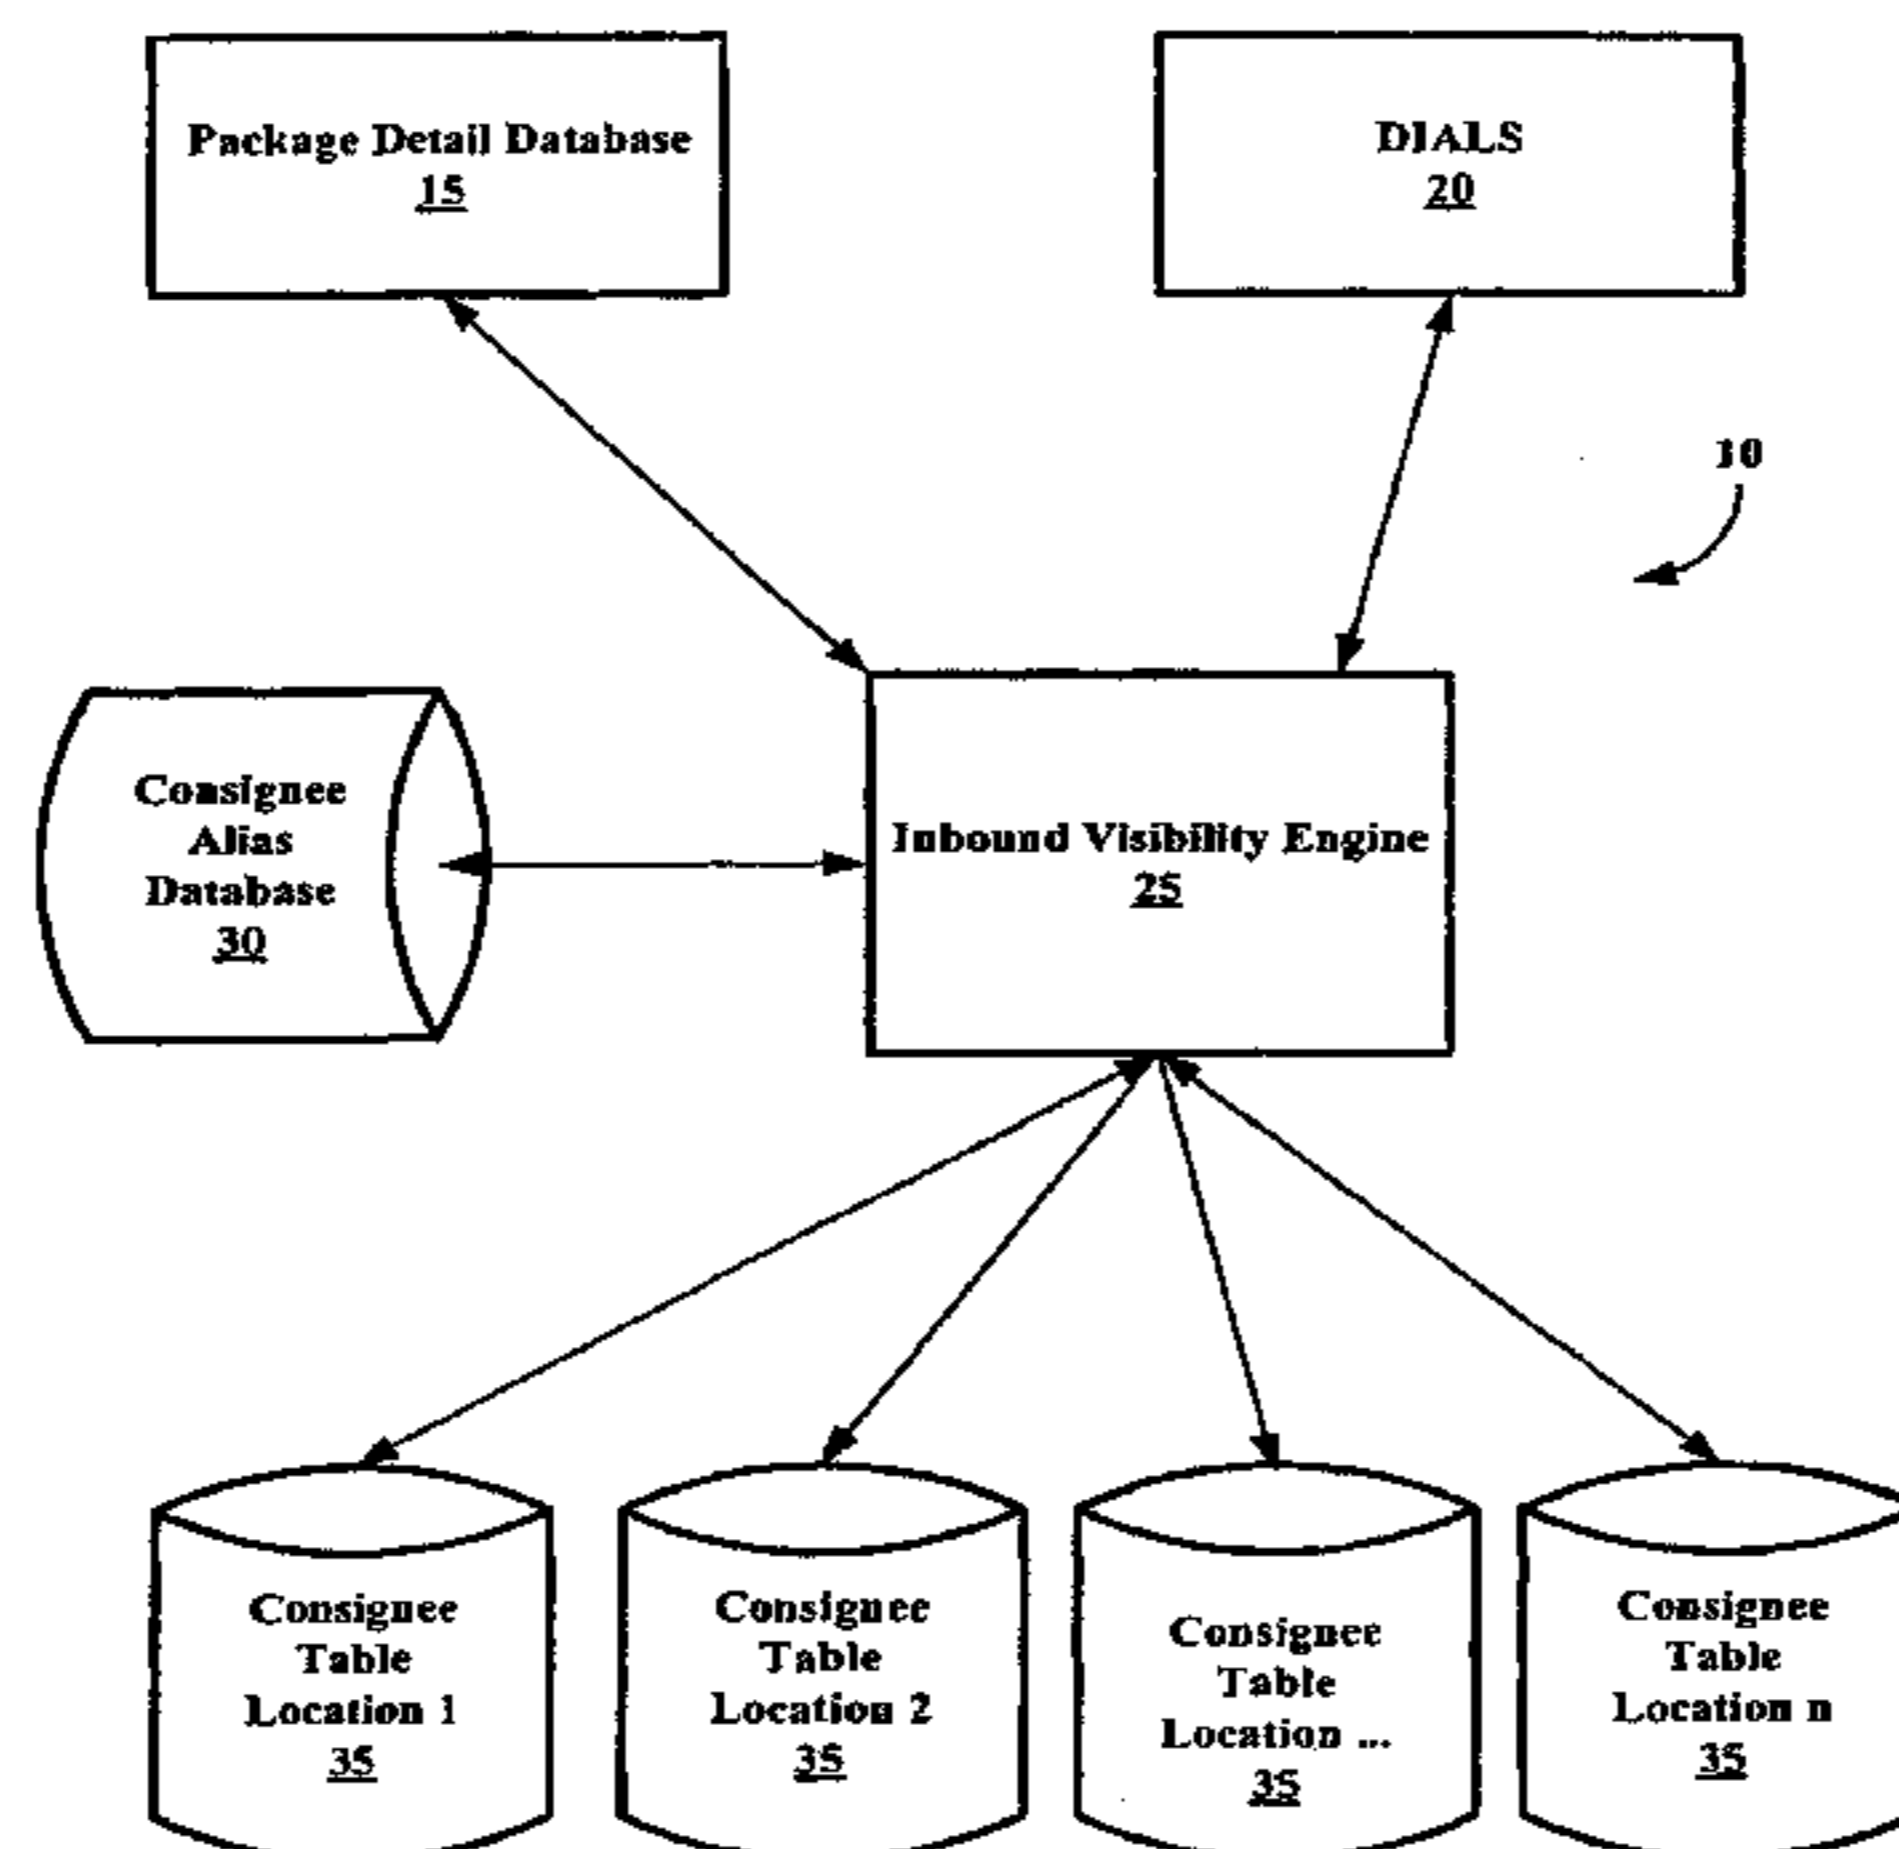 Package Detail Database
15
DIALS
20
10
Consignee
Alias
Database
30
Inbound Visibility Engine
25
Consignee
Table
Location 1
35
Consignee
Table
Location 2
35
Consignee
Table
Location ...
35
Consignee
Table
Location n
35